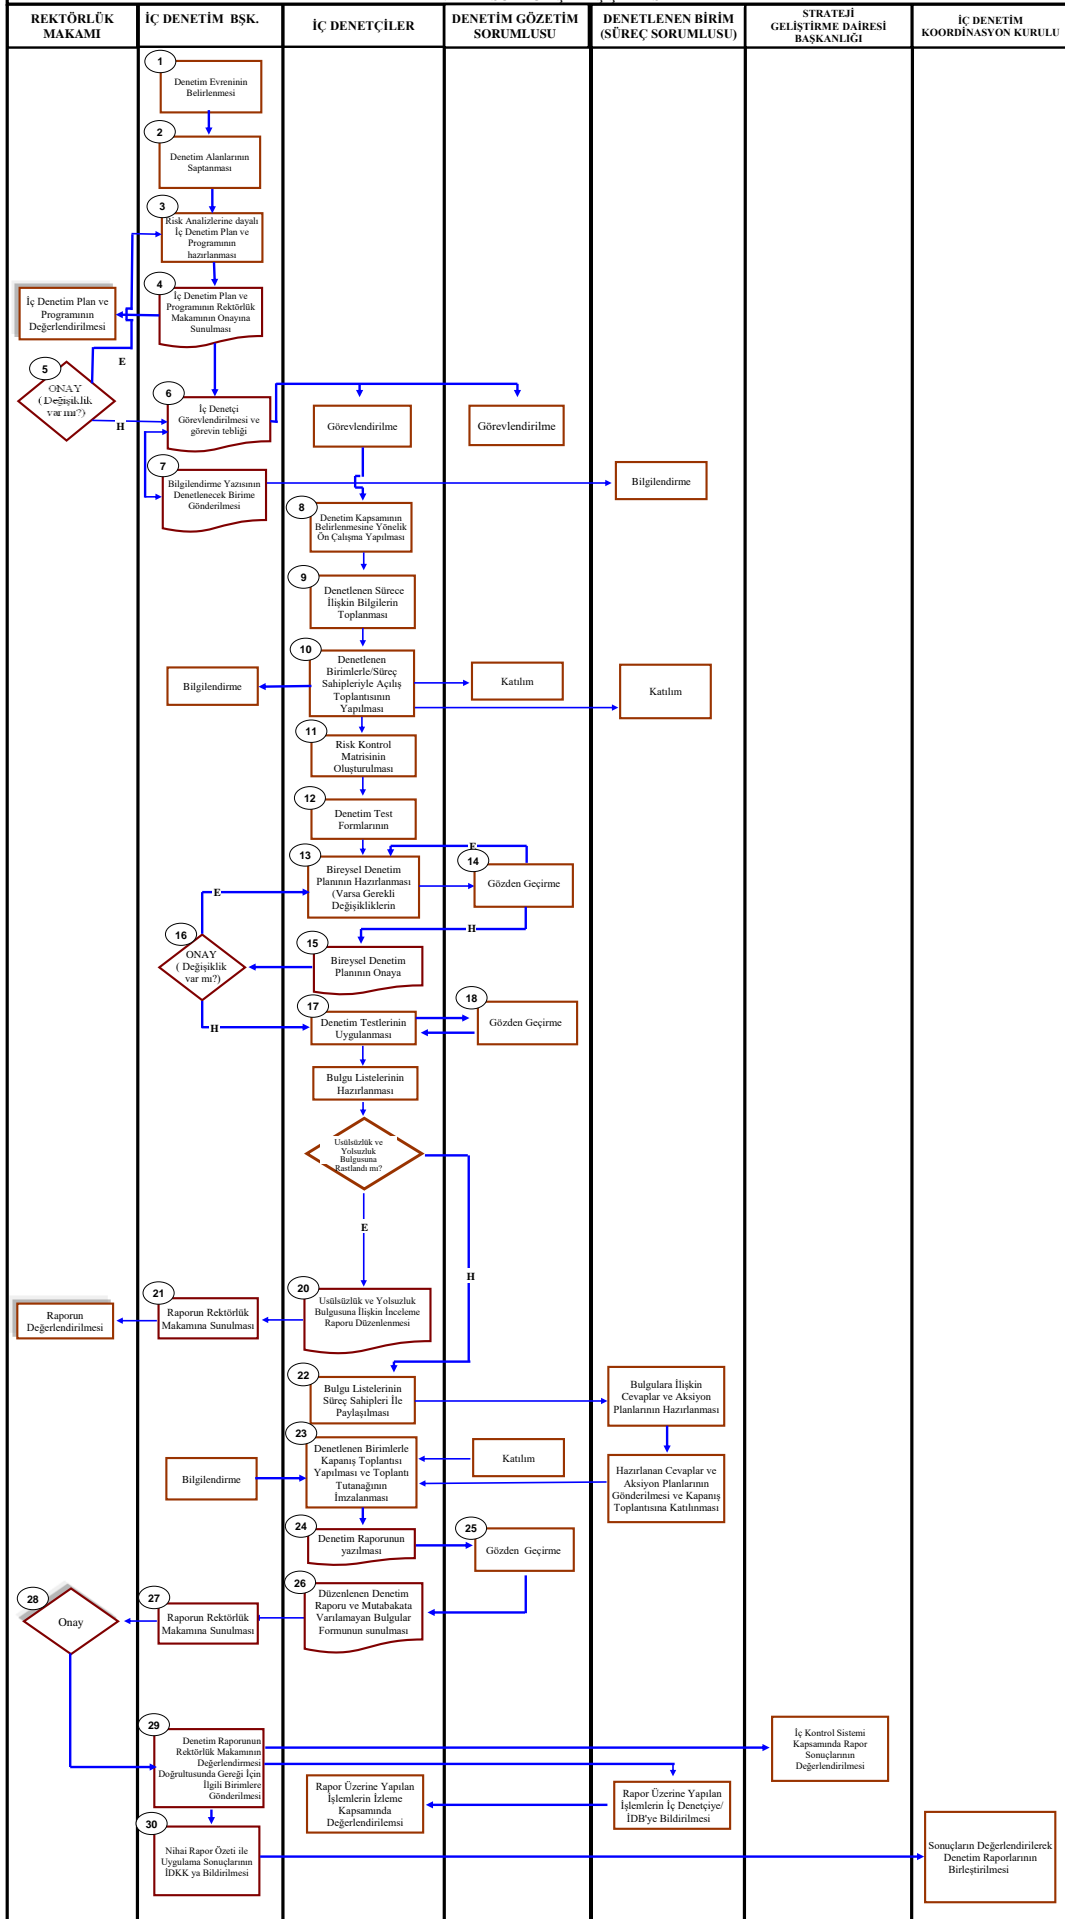 REKTÖRLÜK
MAKAMI
İÇ DENETİM BŞK.
İÇ DENETÇİLER
DENETİM GÖZETİM
SORUMLUSU
DENETLENEN BİRİM
(SÜREÇ SORUMLUSU)
STRATEJİ
GELİŞTİRME DAİRESİ
BAŞKANLIĞI
İÇ DENETİM
KOORDİNASYON KURULU
1
Denetim Evreninin
Belirlenmesi
2
Denetim Alanlarının
Saptanması
3
Risk Analizlerine dayalı
İç Denetim Plan ve
Programının
hazırlanması
4
İç Denetim Plan ve
Programının Rektörlük
Makamının Onayına
Sunulması
İç Denetim Plan ve
Programının
Değerlendirilmesi
5
ONAY
( Değişiklik
var mı?)
E
H
6
İç Denetçi
Görevlendirilmesi ve
görevin tebliği
Görevlendirilme
Görevlendirilme
7
Bilgilendirme Yazısının
Denetlenecek Birime
Gönderilmesi
Bilgilendirme
8
Denetim Kapsamının
Belirlenmesine Yönelik
Ön Çalışma Yapılması
9
Denetlenen Sürece
İlişkin Bilgilerin
Toplanması
10
Denetlenen
Birimlerle/Süreç
Sahipleriyle Açılış
Toplantısının
Yapılması
Bilgilendirme
Katılım
Katılım
11
Risk Kontrol
Matrisinin
Oluşturulması
12
Denetim Test
Formlarının
13
Bireysel Denetim
Planının Hazırlanması
(Varsa Gerekli
Değişikliklerin
E
14
Gözden Geçirme
E
H
15
Bireysel Denetim
Planının Onaya
16
ONAY
( Değişiklik
var mı?)
H
17
Denetim Testlerinin
Uygulanması
18
Gözden Geçirme
Bulgu Listelerinin
Hazırlanması
Usülsüzlük ve
Yolsuzluk
Bulgusuna
Rastlandı mı?
E
H
20
Usülsüzlük ve Yolsuzluk
Bulgusuna İlişkin İnceleme
Raporu Düzenlenmesi
21
Raporun Rektörlük
Makamına Sunulması
Raporun
Değerlendirilmesi
22
Bulgu Listelerinin
Süreç Sahipleri İle
Paylaşılması
Bulgulara İlişkin
Cevaplar ve Aksiyon
Planlarının Hazırlanması
23
Denetlenen Birimlerle
Kapanış Toplantısı
Yapılması ve Toplantı
Tutanağının
İmzalanması
Bilgilendirme
Katılım
Hazırlanan Cevaplar ve
Aksiyon Planlarının
Gönderilmesi ve Kapanış
Toplantısına Katılınması
24
Denetim Raporunun
yazılması
25
Gözden Geçirme
26
Düzenlenen Denetim
Raporu ve Mutabakata
Varılamayan Bulgular
Formunun sunulması
27
Raporun Rektörlük
Makamına Sunulması
28
Onay
29
Denetim Raporunun
Rektörlük Makamının
Değerlendirmesi
Doğrultusunda Gereği İçin
İlgili Birimlere
Gönderilmesi
İç Kontrol Sistemi
Kapsamında Rapor
Sonuçlarının
Değerlendirilmesi
Rapor Üzerine Yapılan
İşlemlerin İzleme
Kapsamında
Değerlendirilemsi
Rapor Üzerine Yapılan
İşlemlerin İç Denetçiye/
İDB'ye Bildirilmesi
30
Nihai Rapor Özeti ile
Uygulama Sonuçlarının
İDKK ya Bildirilmesi
Sonuçların Değerlendirilerek
Denetim Raporlarının
Birleştirilmesi